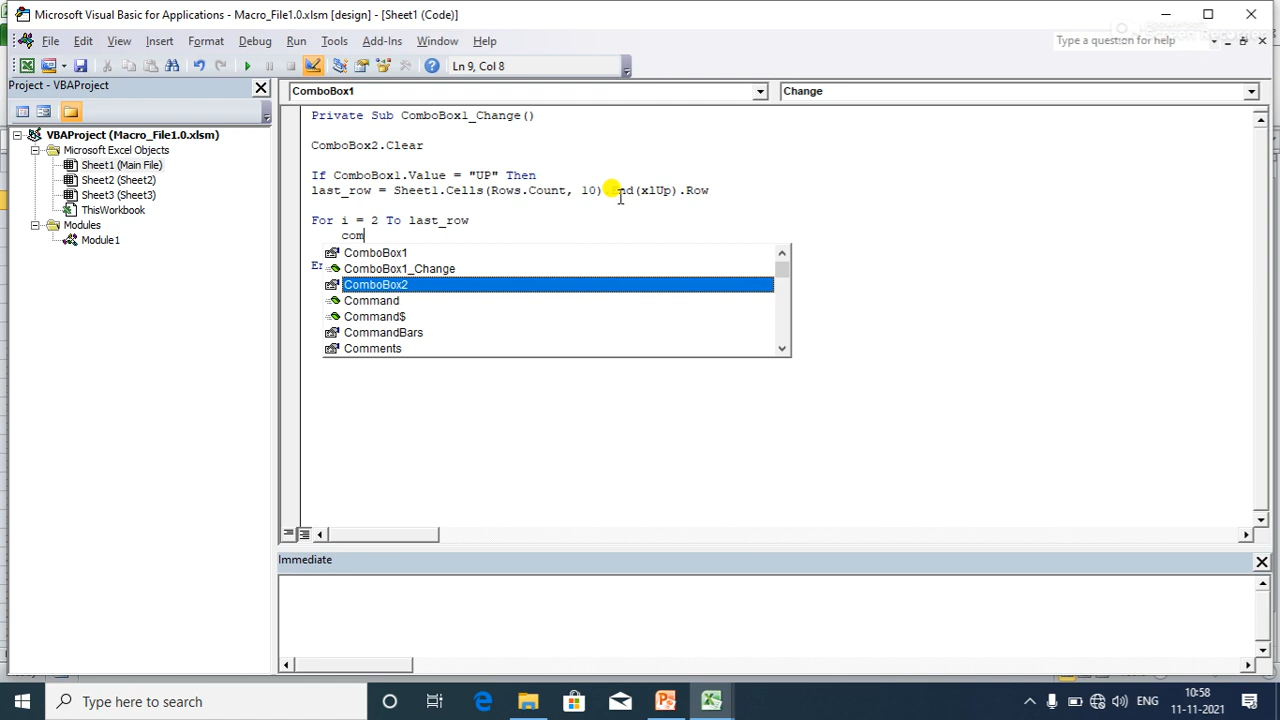 Microsoft Visual Basic for Applications - Macro_File1.0.xlsm [design] - [Sheet1 (Code)]
File Edit View Insert Format Debug Run Tools Add-Ins Window Help
Type a question for help
Ln 9, Col 8
Project - VBAProject
ComboBox1
Change
VBAProject (Macro_File1.0.xlsm)
Microsoft Excel Objects
Sheet1 (Main File)
Sheet2 (Sheet2)
Sheet3 (Sheet3)
ThisWorkbook
Modules
Module1
Private Sub ComboBox1_Change()
ComboBox2.Clear
If ComboBox1.Value = "UP" Then
last_row = Sheet1.Cells(Rows.Count, 10).End(xlUp).Row
For i = 2 To last_row
com
ComboBox1
ComboBox1_Change
ComboBox2
Command
Command$
CommandBars
Comments
Immediate
Type here to search
ENG
10:58
11-11-2021